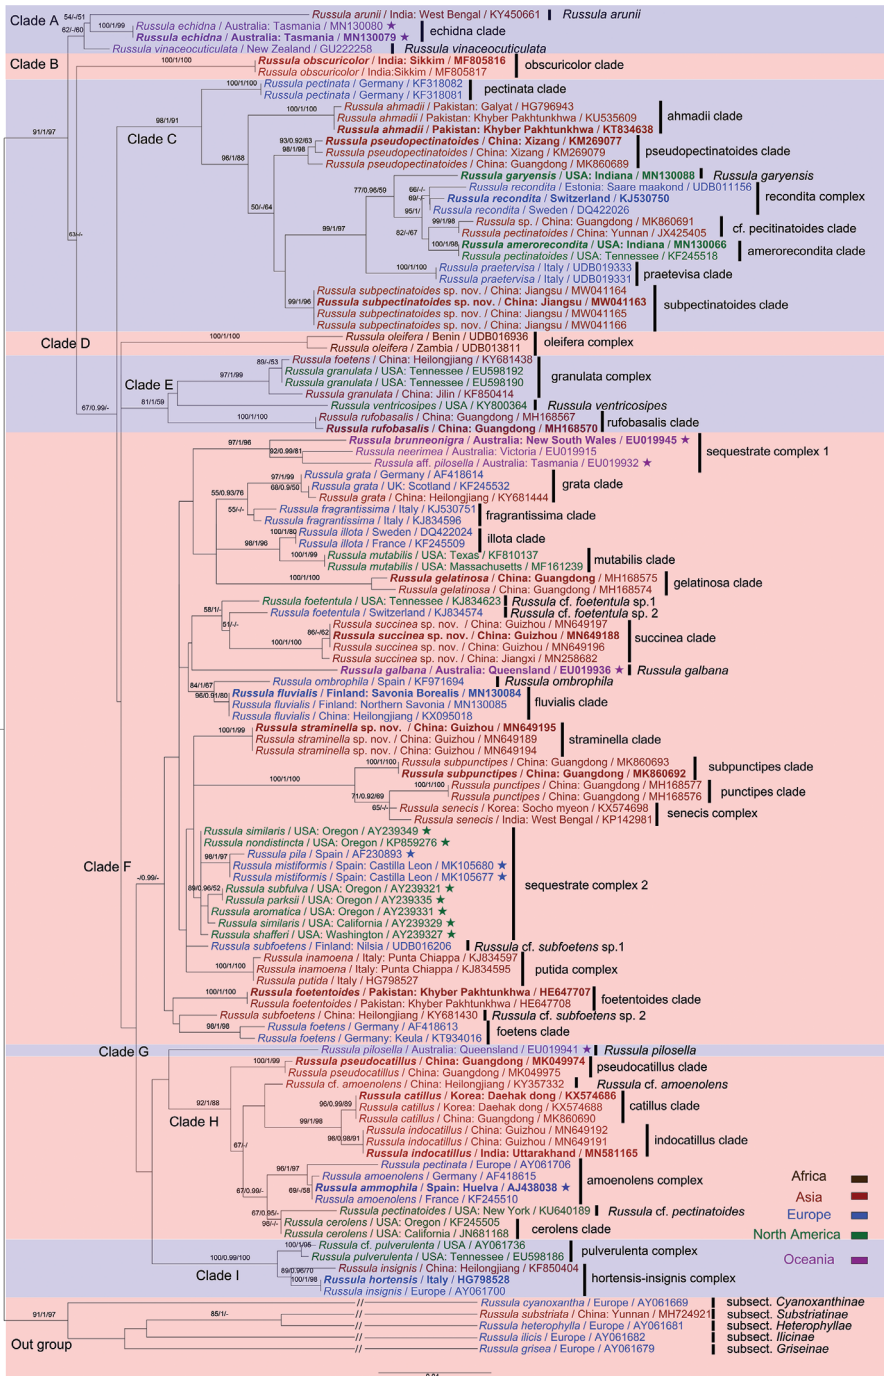 Clade A
54/-/51
62/-/60
100/1/99
Russula arunii / India: West Bengal / KY450661
Russula arunii
Russula echidna / Australia: Tasmania / MN130080 ★
Russula echidna / Australia: Tasmania / MN130079 ★
echidna clade
Russula vinaceocuticulata / New Zealand / GU222258
Russula vinaceocuticulata
Clade B
100/1/100
Russula obscuricolor / India: Sikkim / MF805816
Russula obscuricolor / India:Sikkim / MF805817
obscuricolor clade
91/1/97
63/-/-
98/1/91
Clade C
100/1/100
Russula pectinata / Germany / KF318082
Russula pectinata / Germany / KF318081
pectinata clade
98/1/88
100/1/100
Russula ahmadii / Pakistan: Galyat / HG796943
Russula ahmadii / Pakistan: Khyber Pakhtunkhwa / KU535609
Russula ahmadii / Pakistan: Khyber Pakhtunkhwa / KT834638
ahmadii clade
93/0.92/63
98/1/98
Russula pseudopectinatoides / China: Xizang / KM269077
Russula pseudopectinatoides / China: Xizang / KM269079
Russula pseudopectinatoides / China: Guangdong / MK860689
pseudopectinatoides clade
50/-/64
77/0.96/59
Russula garyensis / USA: Indiana / MN130088
Russula garyensis
66/-/-
69/-/-
95/1/
Russula recondita / Estonia: Saare maakond / UDB011156
Russula recondita / Switzerland / KJ530750
Russula recondita / Sweden / DQ422026
recondita complex
82/-/67
99/1/98
Russula sp. / China: Guangdong / MK860691
Russula pectinatoides / China: Yunnan / JX425405
cf. pecitinatoides clade
100/1/98
Russula amerorecondita / USA: Indiana / MN130066
Russula pectinatoides / USA: Tennessee / KF245518
amerorecondita clade
99/1/97
100/1/100
Russula praetervisa / Italy / UDB019333
Russula praetervisa / Italy / UDB019331
praetevisa clade
99/1/96
Russula subpectinatoides sp. nov. / China: Jiangsu / MW041164
Russula subpectinatoides sp. nov. / China: Jiangsu / MW041163
Russula subpectinatoides sp. nov. / China: Jiangsu / MW041165
Russula subpectinatoides sp. nov. / China: Jiangsu / MW041166
subpectinatoides clade
Clade D
100/1/100
Russula oleifera / Benin / UDB016936
Russula oleifera / Zambia / UDB013811
oleifera complex
67/0.99/-
Clade E
81/1/59
97/1/99
89/-/53
Russula foetens / China: Heilongjiang / KY681438
Russula granulata / USA: Tennessee / EU598192
Russula granulata / USA: Tennessee / EU598190
Russula granulata / China: Jilin / KF850414
granulata complex
Russula ventricosipes / USA / KY800364
Russula ventricosipes
100/1/100
Russula rufobasalis / China: Guangdong / MH168567
Russula rufobasalis / China: Guangdong / MH168570
rufobasalis clade
97/1/96
92/0.99/81
Russula brunneonigra / Australia: New South Wales / EU019945 ★
Russula neerimea / Australia: Victoria / EU019915
Russula aff. pilosella / Australia: Tasmania / EU019932 ★
sequestrate complex 1
55/0.93/76
97/1/99
68/0.9/50
Russula grata / Germany / AF418614
Russula grata / UK: Scotland / KF245532
Russula grata / China: Heilongjiang / KY681444
grata clade
55/-/-
Russula fragrantissima / Italy / KJ530751
Russula fragrantissima / Italy / KJ834596
fragrantissima clade
98/1/96
100/1/80
Russula illota / Sweden / DQ422024
Russula illota / France / KF245509
illota clade
100/1/99
Russula mutabilis / USA: Texas / KF810137
Russula mutabilis / USA: Massachusetts / MF161239
mutabilis clade
100/1/100
Russula gelatinosa / China: Guangdong / MH168575
Russula gelatinosa / China: Guangdong / MH168574
gelatinosa clade
58/1/-
Russula foetentula / USA: Tennessee / KJ834623
Russula cf. foetentula sp.1
Russula foetentula / Switzerland / KJ834574
Russula cf. foetentula sp. 2
51/-/-
86/-/62
100/1/100
Russula succinea sp. nov. / China: Guizhou / MN649197
Russula succinea sp. nov. / China: Guizhou / MN649188
Russula succinea sp. nov. / China: Guizhou / MN649196
Russula succinea sp. nov. / China: Jiangxi / MN258682
succinea clade
Russula galbana / Australia: Queensland / EU019936 ★
Russula galbana
84/1/67
96/0.91/80
Russula ombrophila / Spain / KF971694
Russula ombrophila
Russula fluvialis / Finland: Savonia Borealis / MN130084
Russula fluvialis / Finland: Northern Savonia / MN130085
Russula fluvialis / China: Heilongjiang / KX095018
fluvialis clade
100/1/99
Russula straminella sp. nov. / China: Guizhou / MN649195
Russula straminella sp. nov. / China: Guizhou / MN649189
Russula straminella sp. nov. / China: Guizhou / MN649194
straminella clade
100/1/100
100/1/100
Russula subpunctipes / China: Guangdong / MK860693
Russula subpunctipes / China: Guangdong / MK860692
subpunctipes clade
71/0.92/69
100/1/100
Russula punctipes / China: Guangdong / MH168577
Russula punctipes / China: Guangdong / MH168576
punctipes clade
65/-/-
Russula senecis / Korea: Socho myeon / KX574698
Russula senecis / India: West Bengal / KP142981
senecis complex
Clade F
-/0.99/-
Russula similaris / USA: Oregon / AY239349 ★
Russula nondistincta / USA: Oregon / KP859276 ★
98/1/97
Russula pila / Spain / AF230893 ★
Russula mistiformis / Spain: Castilla Leon / MK105680 ★
Russula mistiformis / Spain: Castilla Leon / MK105677 ★
89/0.96/52
Russula subfulva / USA: Oregon / AY239321 ★
Russula parksii / USA: Oregon / AY239335 ★
Russula aromatica / USA: Oregon / AY239331 ★
Russula similaris / USA: California / AY239329 ★
Russula shafferi / USA: Washington / AY239327 ★
sequestrate complex 2
Russula subfoetens / Finland: Nilsia / UDB016206
Russula cf. subfoetens sp.1
100/1/100
Russula inamoena / Italy: Punta Chiappa / KJ834597
Russula inamoena / Italy: Punta Chiappa / KJ834595
Russula putida / Italy / HG798527
putida complex
100/1/100
Russula foetentoides / Pakistan: Khyber Pakhtunkhwa / HE647707
Russula foetentoides / Pakistan: Khyber Pakhtunkhwa / HE647708
foetentoides clade
Russula subfoetens / China: Heilongjiang / KY681430
Russula cf. subfoetens sp. 2
98/1/98
Russula foetens / Germany / AF418613
Russula foetens / Germany: Keula / KT934016
foetens clade
Clade G
Russula pilosella / Australia: Queensland / EU019941 ★
Russula pilosella
100/1/99
Russula pseudocatillus / China: Guangdong / MK049974
Russula pseudocatillus / China: Guangdong / MK049975
pseudocatillus clade
92/1/88
Clade H
Russula cf. amoenolens / China: Heilongjiang / KY357332
Russula cf. amoenolens
99/1/98
96/0.99/89
Russula catillus / Korea: Daehak dong / KX574686
Russula catillus / Korea: Daehak dong / KX574688
Russula catillus / China: Guangdong / MK860690
catillus clade
96/0.98/91
Russula indocatillus / China: Guizhou / MN649192
Russula indocatillus / China: Guizhou / MN649191
Russula indocatillus / India: Uttarakhand / MN581165
indocatillus clade
67/-/-
96/1/97
69/-/58
Russula pectinata / Europe / AY061706
Russula amoenolens / Germany / AF418615
Russula ammophila / Spain: Huelva / AJ438038 ★
Russula amoenolens / France / KF245510
amoenolens complex
67/0.99/-
67/0.95/-
98/-/-
Russula pectinatoides / USA: New York / KU640189
Russula cf. pectinatoides
Russula cerolens / USA: Oregon / KF245505
Russula cerolens / USA: California / JN681168
cerolens clade
Africa
Asia
Europe
North America
Oceania
Clade I
100/0.99/100
100/1/96
Russula cf. pulverulenta / USA / AY061736
Russula pulverulenta / USA: Tennessee / EU598186
pulverulenta complex
89/0.96/70
100/1/98
Russula insignis / China: Heilongjiang / KF850404
Russula hortensis / Italy / HG798528
Russula insignis / Europe / AY061700
hortensis-insignis complex
Out group
91/1/97
85/1/-
//
Russula cyanoxantha / Europe / AY061669
subsect. Cyanoxanthinae
//
Russula substriata / China: Yunnan / MH724921
subsect. Substriatinae
//
Russula heterophylla / Europe / AY061681
subsect. Heterophyllae
//
Russula ilicis / Europe / AY061682
subsect. Ilicinae
//
Russula grisea / Europe / AY061679
subsect. Griseinae